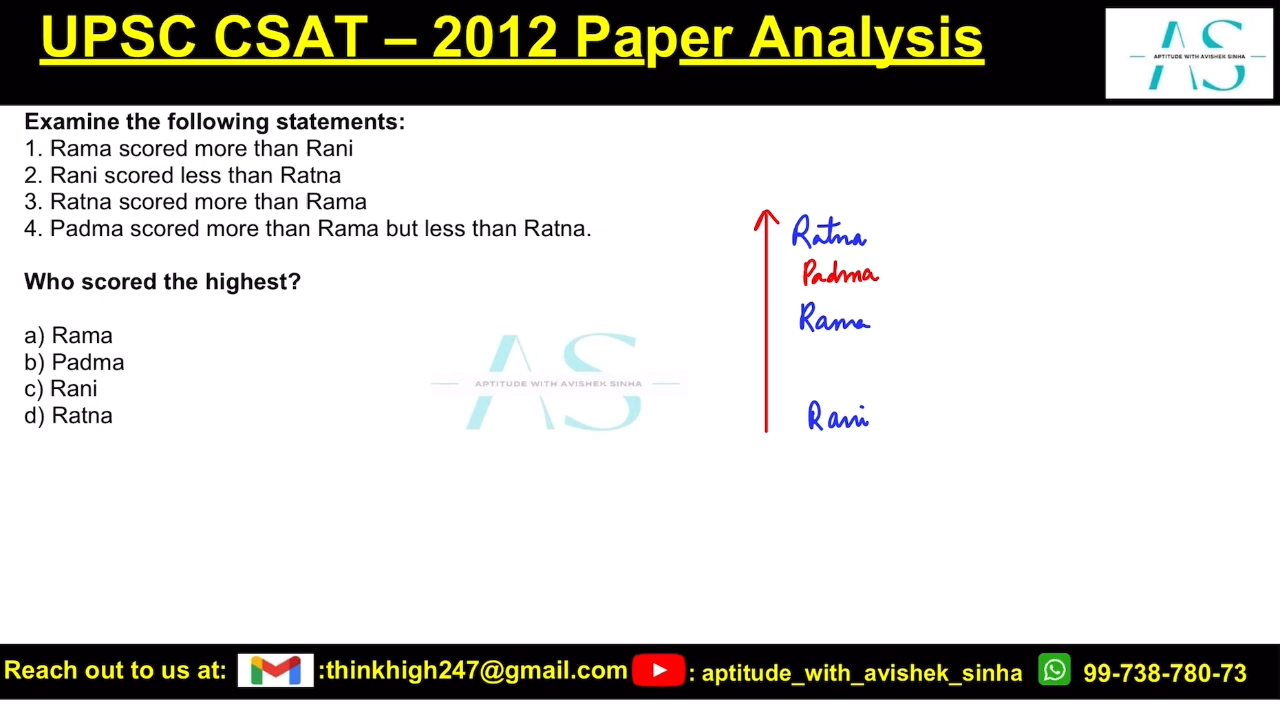 UPSC CSAT – 2012 Paper Analysis
AS
APTITUDE WITH AVISHEK SINHA
Examine the following statements:
1. Rama scored more than Rani
2. Rani scored less than Ratna
3. Ratna scored more than Rama
4. Padma scored more than Rama but less than Ratna.
Who scored the highest?
a) Rama
b) Padma
c) Rani
d) Ratna
Ratna
Padma
Rama
Rani
AS
APTITUDE WITH AVISHEK SINHA
Reach out to us at: :thinkhigh247@gmail.com : aptitude_with_avishek_sinha 99-738-780-73